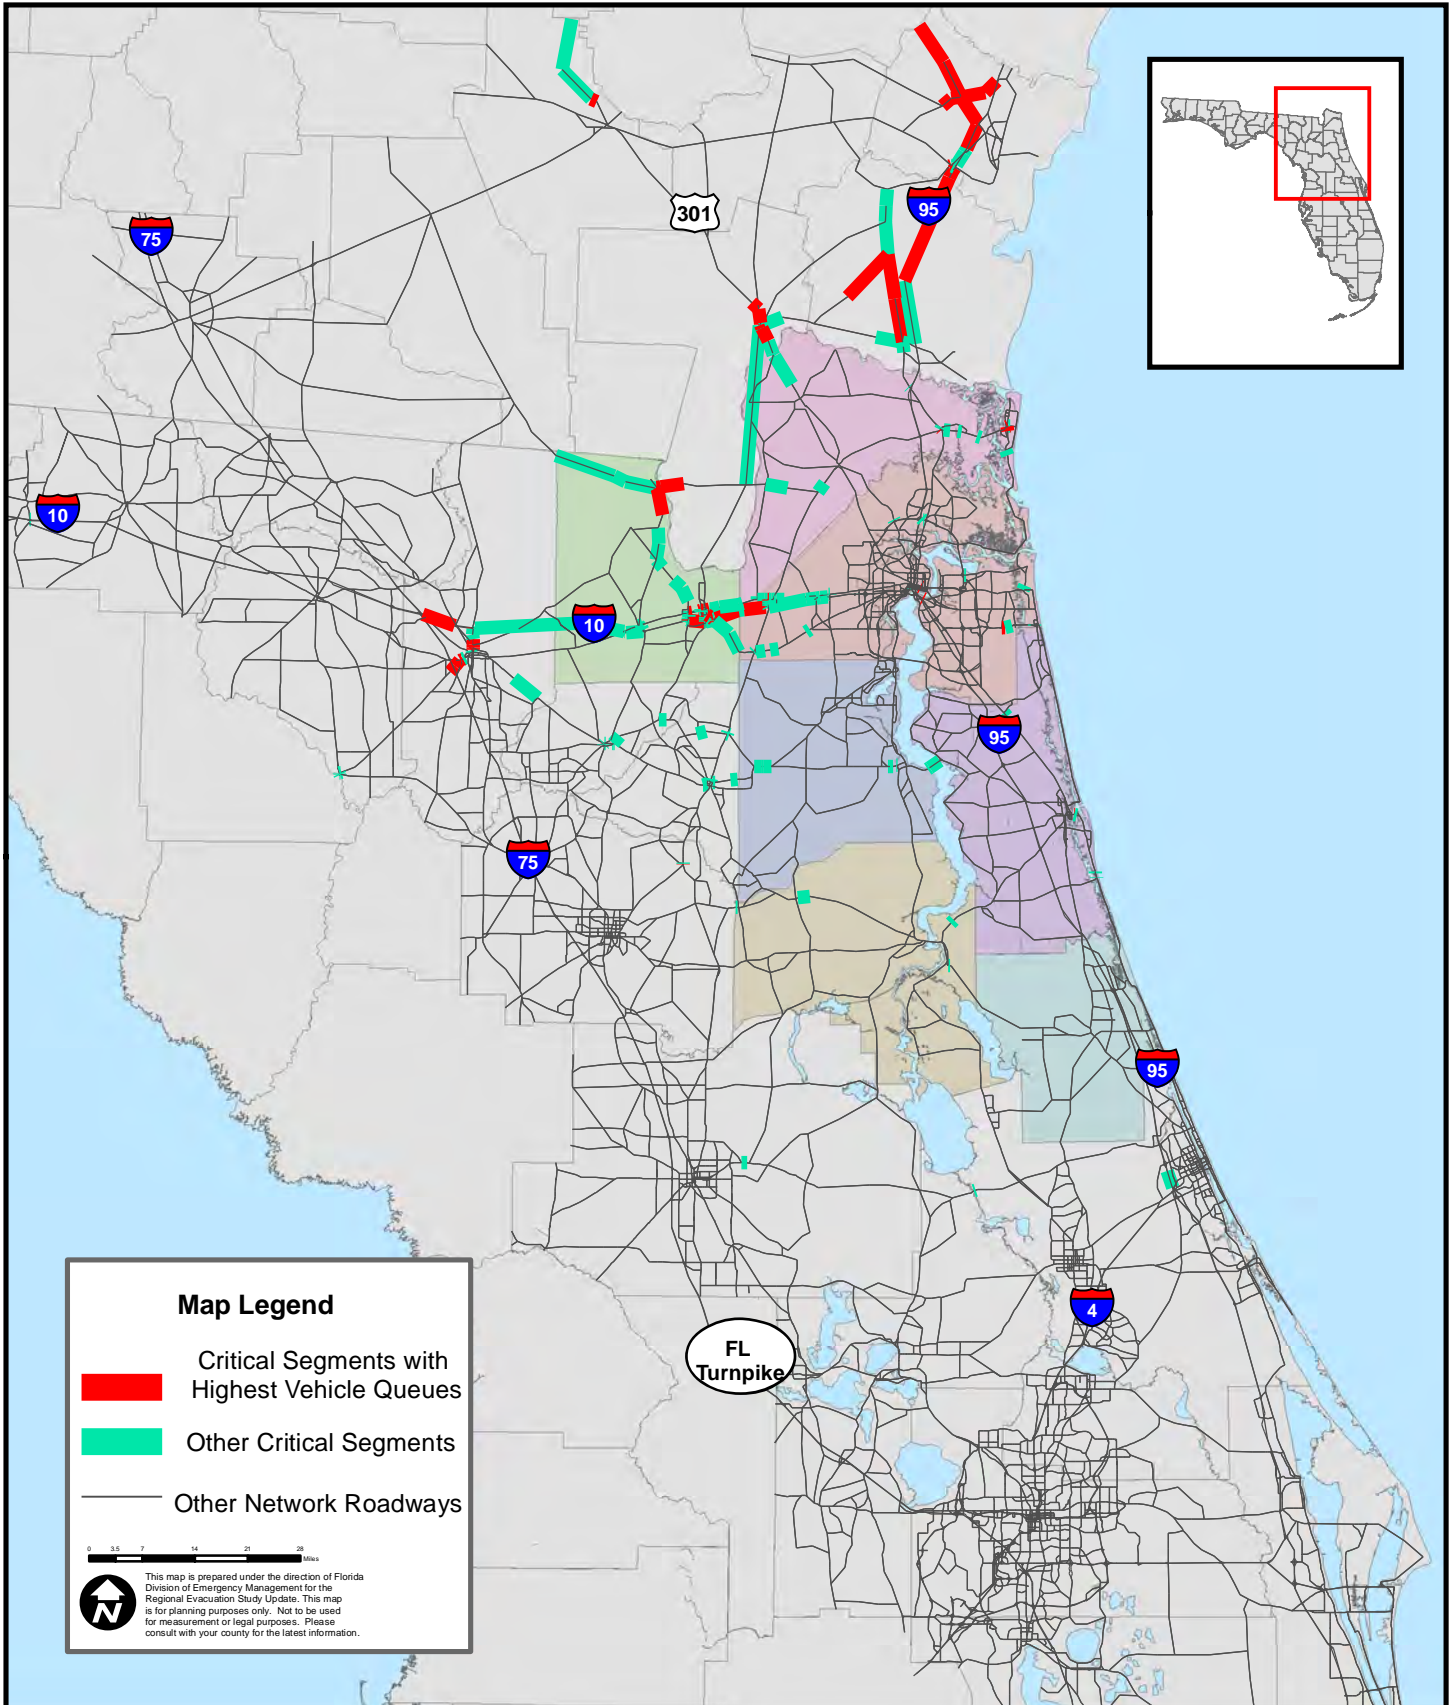 301
95
75
10
10
95
75
95
4
FL
Turnpike
Map Legend
Critical Segments with
Highest Vehicle Queues
Other Critical Segments
Other Network Roadways
0 3.5 7 14 21 28
Miles
This map is prepared under the direction of Florida
Division of Emergency Management for the
Regional Evacuation Study Update. This map
is for planning purposes only. Not to be used
for measurement or legal purposes. Please
consult with your county for the latest information.
N